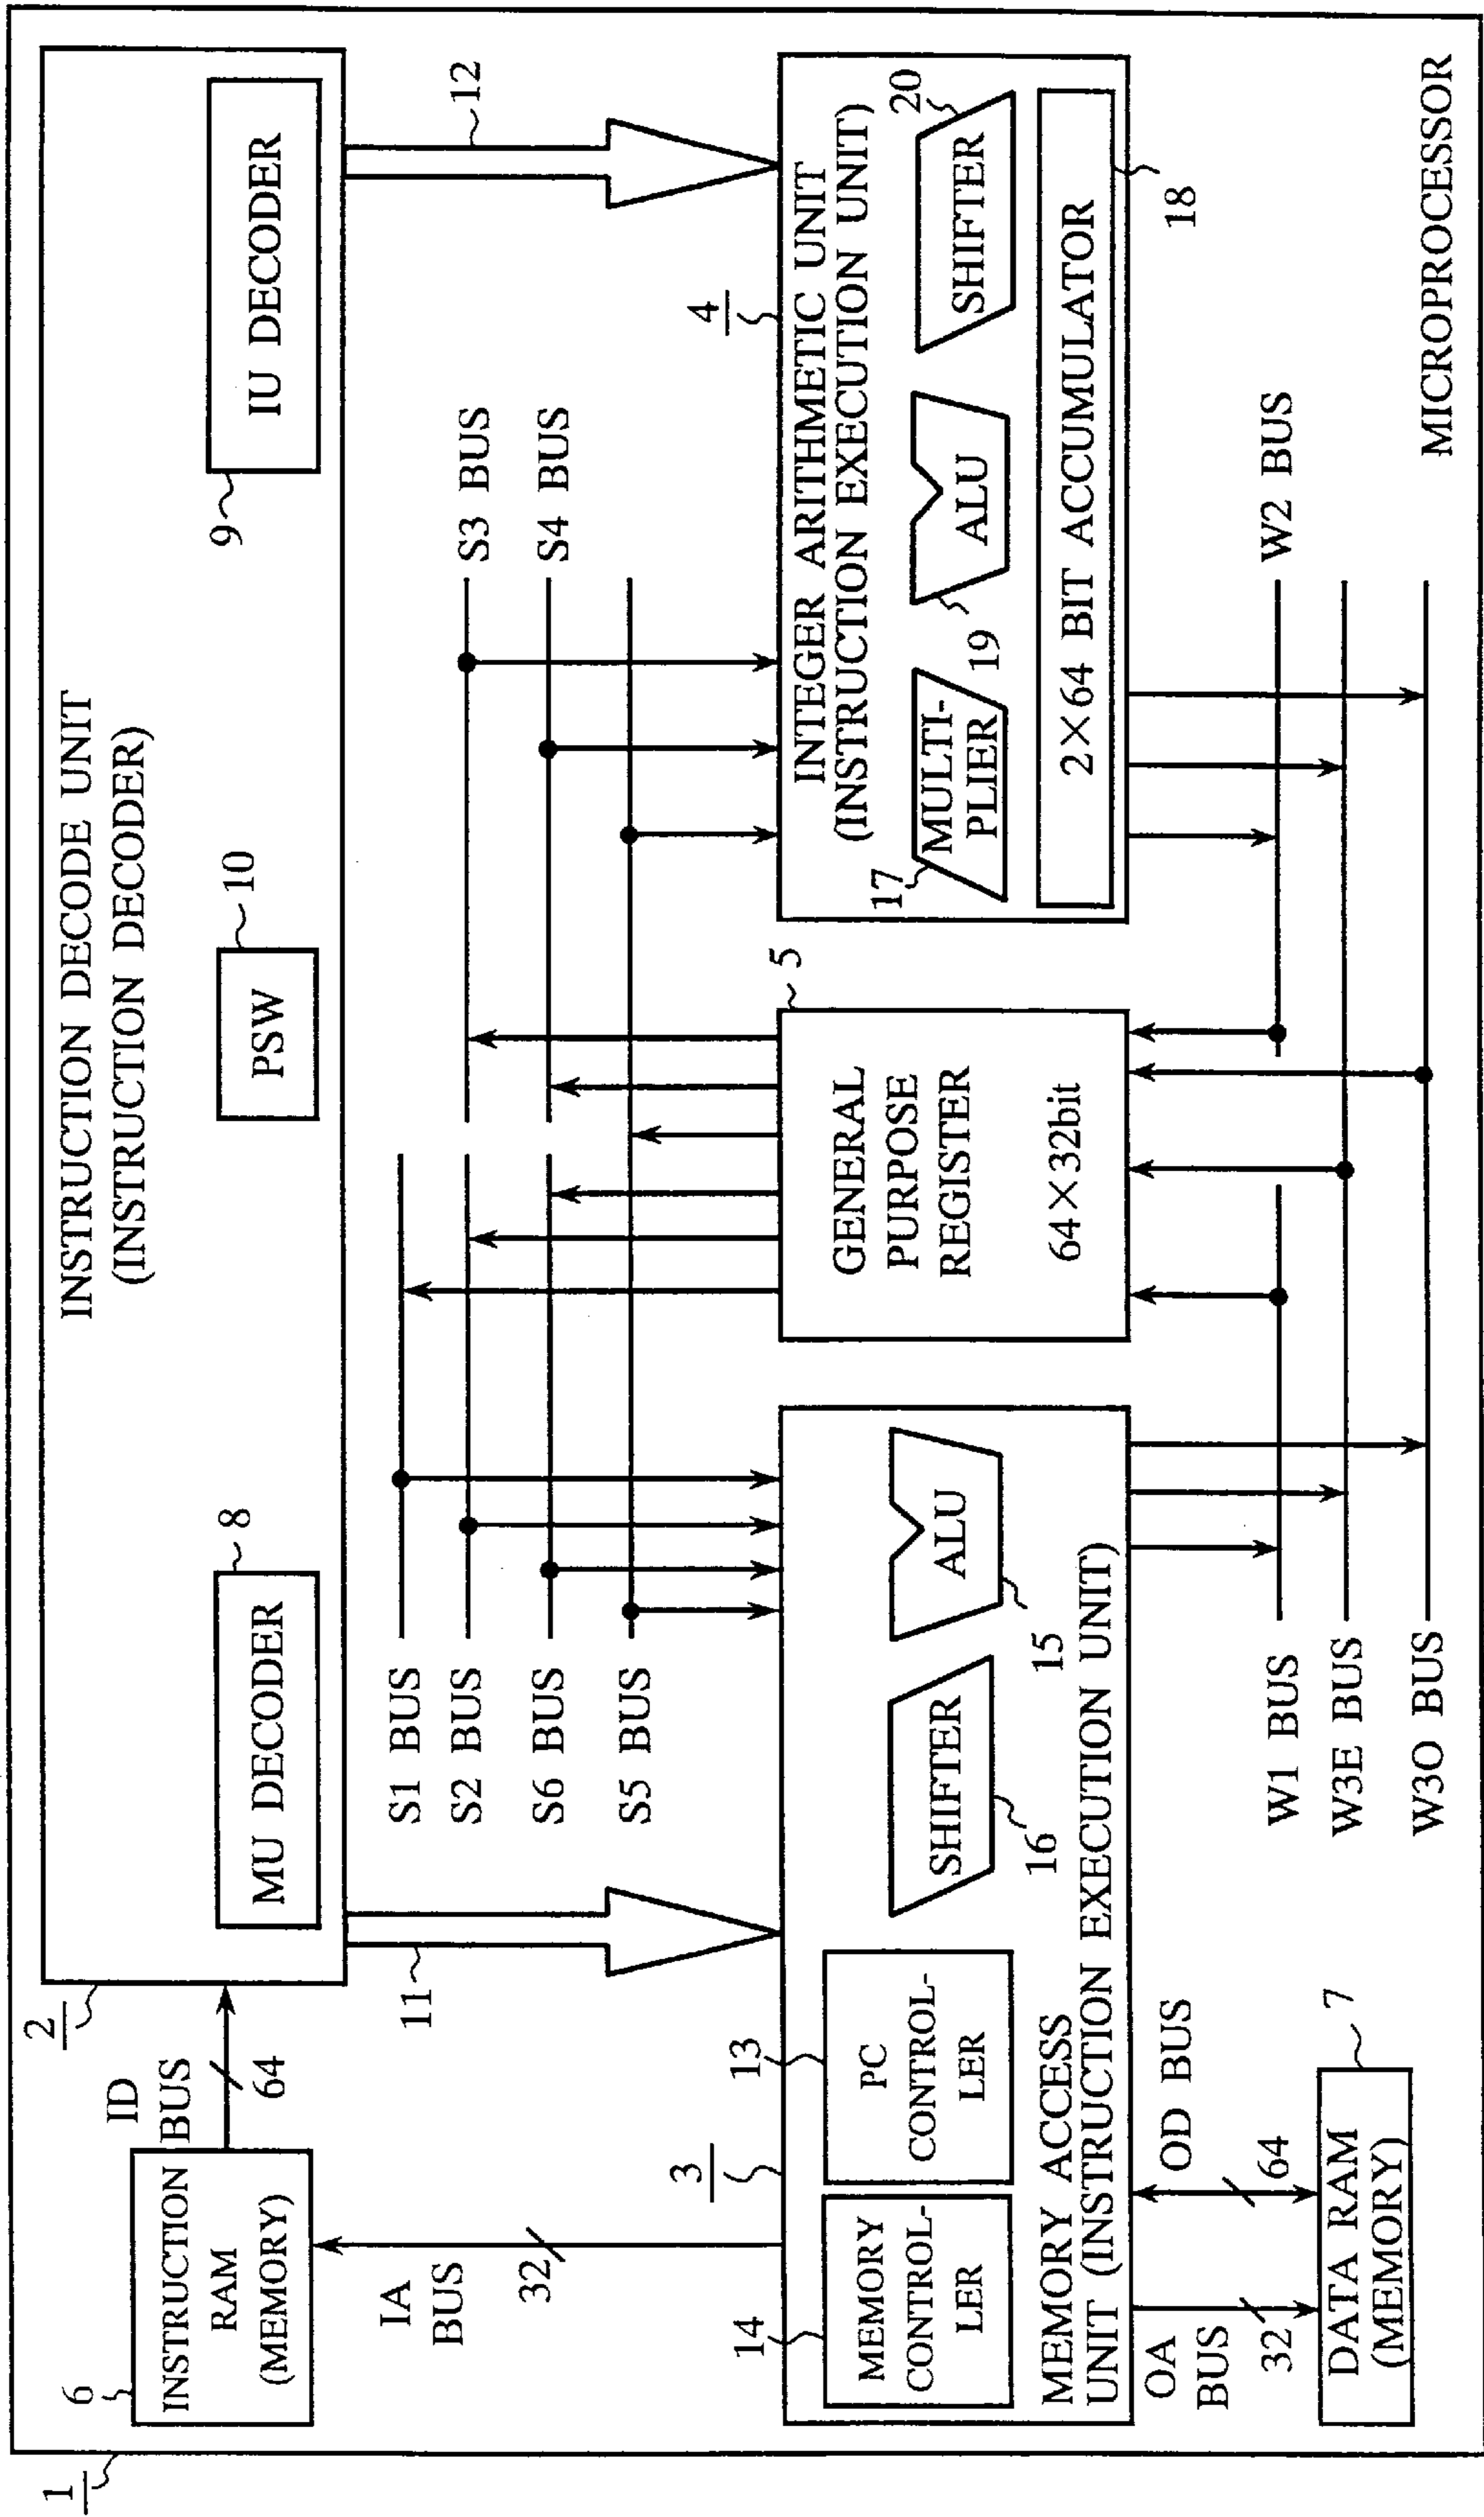 1
6
INSTRUCTION
RAM
(MEMORY)
ID
BUS
64
2
INSTRUCTION DECODE UNIT
(INSTRUCTION DECODER)
MU DECODER
8
PSW
10
9
IU DECODER
11
12
IA
BUS
32
S1 BUS
S2 BUS
S6 BUS
S5 BUS
S3 BUS
S4 BUS
3
14
MEMORY
CONTROL-
LER
13
PC
CONTROL-
LER
SHIFTER
16
ALU
15
MEMORY ACCESS
UNIT (INSTRUCTION EXECUTION UNIT)
5
GENERAL
PURPOSE
REGISTER
64×32bit
4
INTEGER ARITHMETIC UNIT
(INSTRUCTION EXECUTION UNIT)
17
MULTI-
PLIER
19
ALU
20
SHIFTER
2×64 BIT ACCUMULATOR
18
OA
BUS
32
OD BUS
64
7
DATA RAM
(MEMORY)
W1 BUS
W3E BUS
W3O BUS
W2 BUS
MICROPROCESSOR